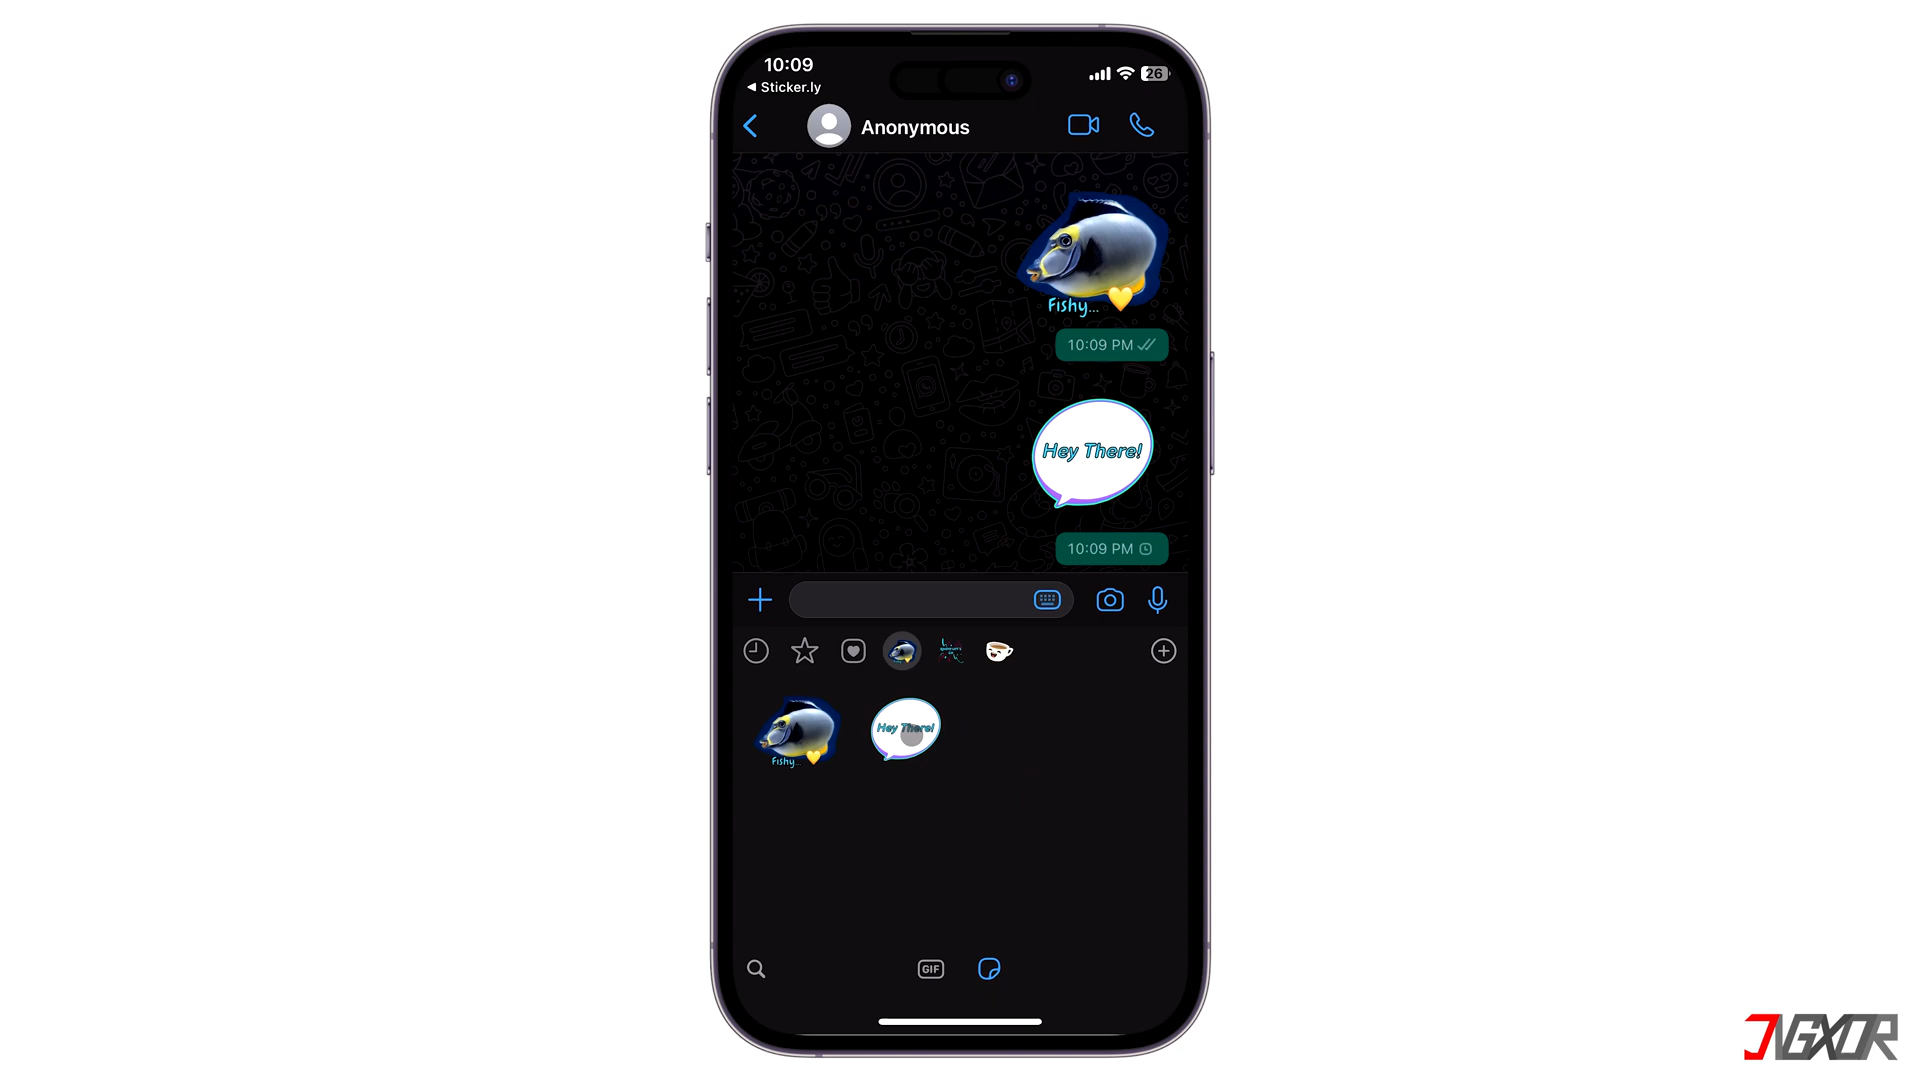 10:09
Sticker.ly
26
Anonymous
Fishy...
10:09 PM
Hey There!
10:09 PM
Fishy...
Hey There!
GIF
JIGXOR